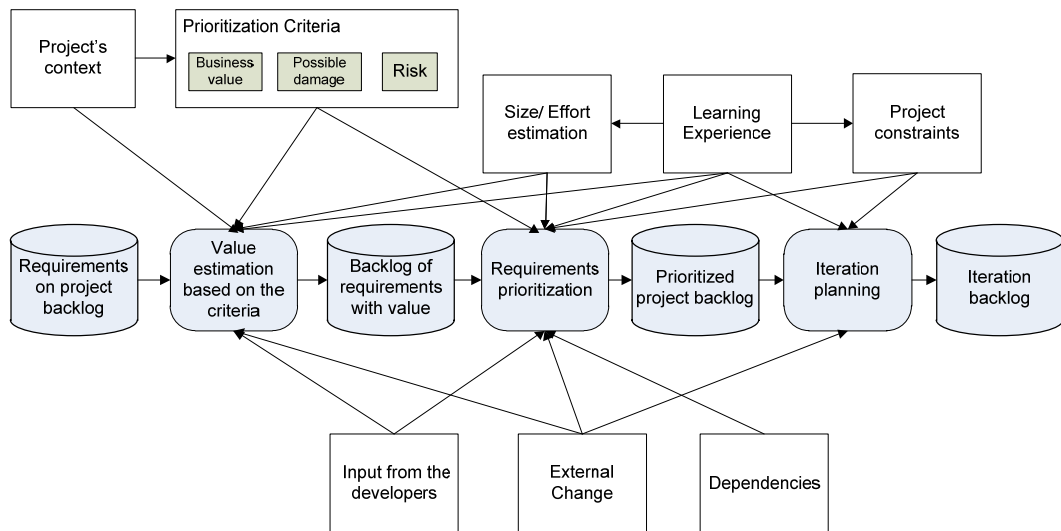 Project's
context
Prioritization Criteria
Business
value
Possible
damage
Risk
Size/ Effort
estimation
Learning
Experience
Project
constraints
Requirements
on project
backlog
Value
estimation
based on the
criteria
Backlog of
requirements
with value
Requirements
prioritization
Prioritized
project backlog
Iteration
planning
Iteration
backlog
Input from the
developers
External
Change
Dependencies